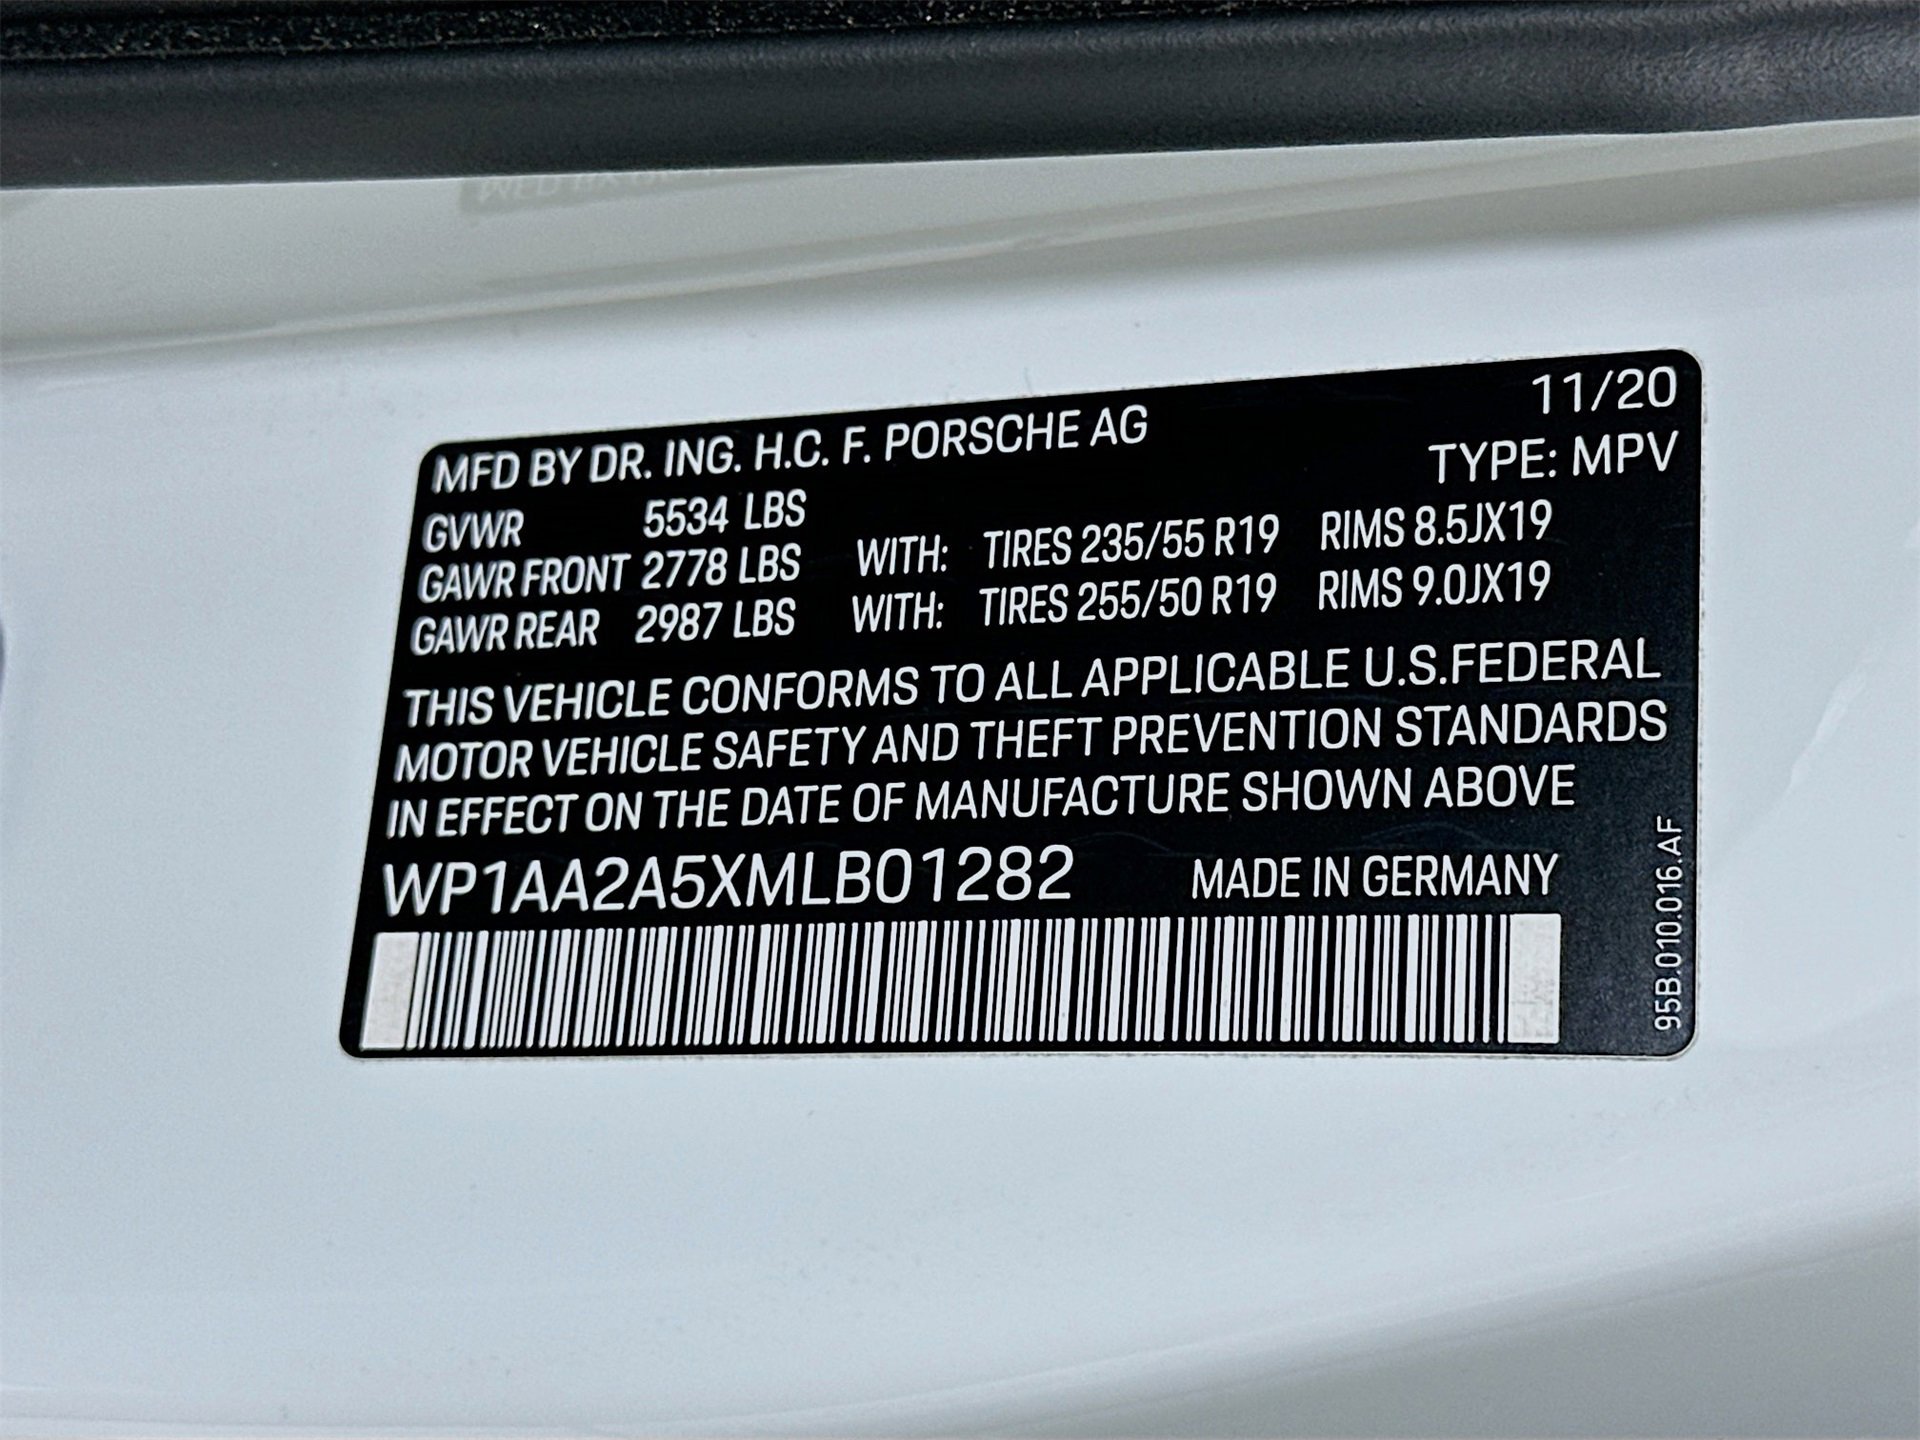 MFD BY DR. ING. H.C. F. PORSCHE AG 11/20
TYPE: MPV
GVWR 5534 LBS
GAWR FRONT 2778 LBS WITH: TIRES 235/55 R19 RIMS 8.5JX19
GAWR REAR 2987 LBS WITH: TIRES 255/50 R19 RIMS 9.0JX19
THIS VEHICLE CONFORMS TO ALL APPLICABLE U.S.FEDERAL
MOTOR VEHICLE SAFETY AND THEFT PREVENTION STANDARDS
IN EFFECT ON THE DATE OF MANUFACTURE SHOWN ABOVE
WP1AA2A5XMLB01282 MADE IN GERMANY
95B.010.016.AF